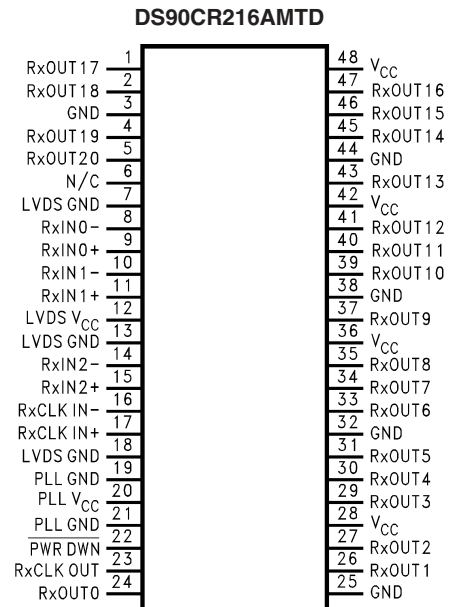 DS90CR216AMTD
RxOUT17 1 48 VCC
RxOUT18 2 47 RxOUT16
GND 3 46 RxOUT15
RxOUT19 4 45 RxOUT14
RxOUT20 5 44 GND
N/C 6 43 RxOUT13
LVDS GND 7 42 VCC
RxIN0- 8 41 RxOUT12
RxIN0+ 9 40 RxOUT11
RxIN1- 10 39 RxOUT10
RxIN1+ 11 38 GND
LVDS VCC 12 37 RxOUT9
LVDS GND 13 36 VCC
RxIN2- 14 35 RxOUT8
RxIN2+ 15 34 RxOUT7
RxCLK IN- 16 33 RxOUT6
RxCLK IN+ 17 32 GND
LVDS GND 18 31 RxOUT5
PLL GND 19 30 RxOUT4
PLL VCC 20 29 RxOUT3
PLL GND 21 28 VCC
PWR DWN 22 27 RxOUT2
RxCLK OUT 23 26 RxOUT1
RxOUT0 24 25 GND